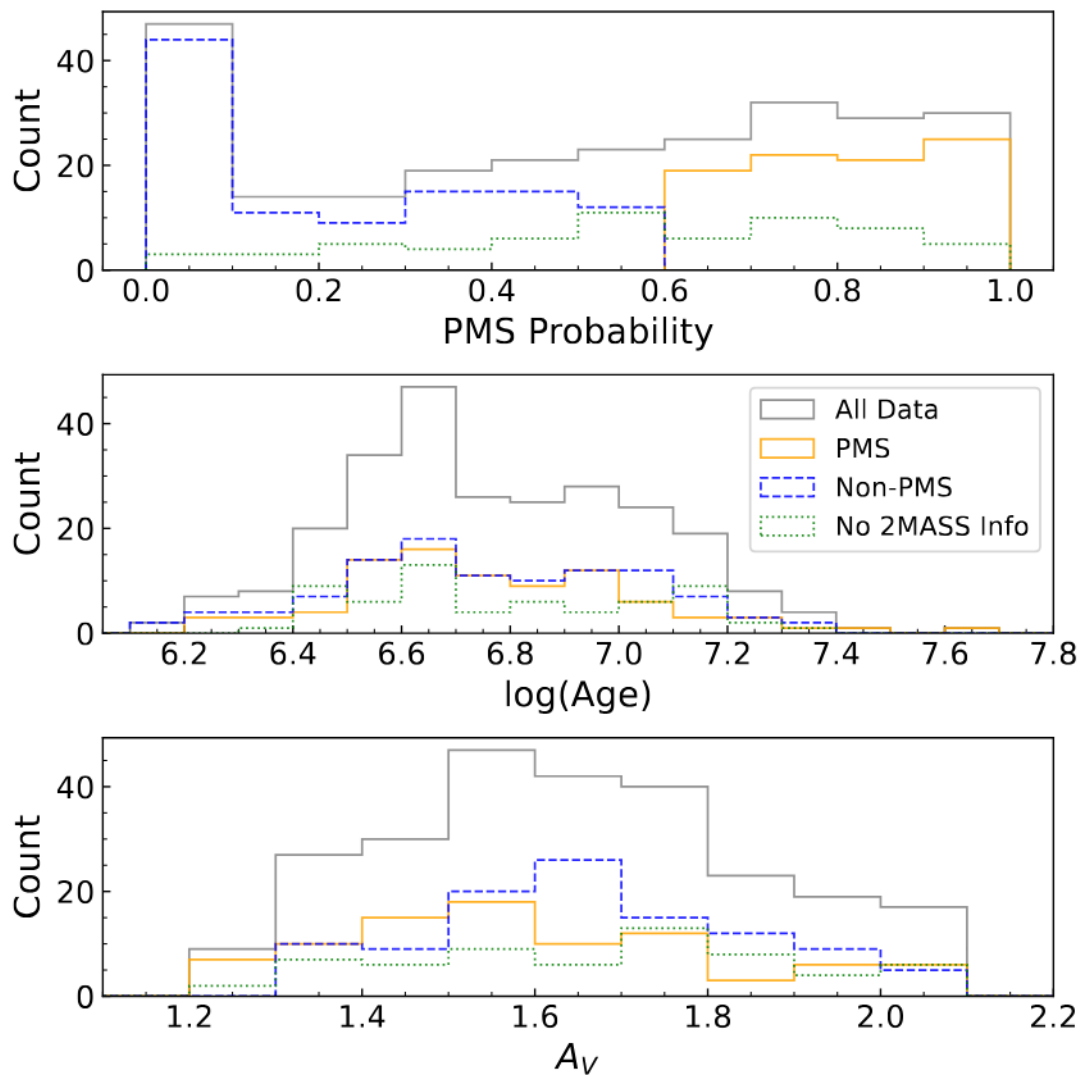 Count
40
20
0
0.0 0.2 0.4 0.6 0.8 1.0
PMS Probability
Count
40
20
0
All Data
PMS
Non-PMS
No 2MASS Info
6.2 6.4 6.6 6.8 7.0 7.2 7.4 7.6 7.8
log(Age)
Count
40
20
0
1.2 1.4 1.6 1.8 2.0 2.2
A_V